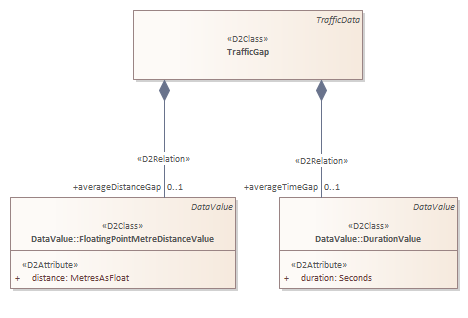 TrafficData
«D2Class»
TrafficGap
«D2Relation»
«D2Relation»
+averageDistanceGap 0..1
+averageTimeGap 0..1
DataValue
«D2Class»
DataValue::FloatingPointMetreDistanceValue
«D2Attribute»
+ distance: MetresAsFloat
DataValue
«D2Class»
DataValue::DurationValue
«D2Attribute»
+ duration: Seconds